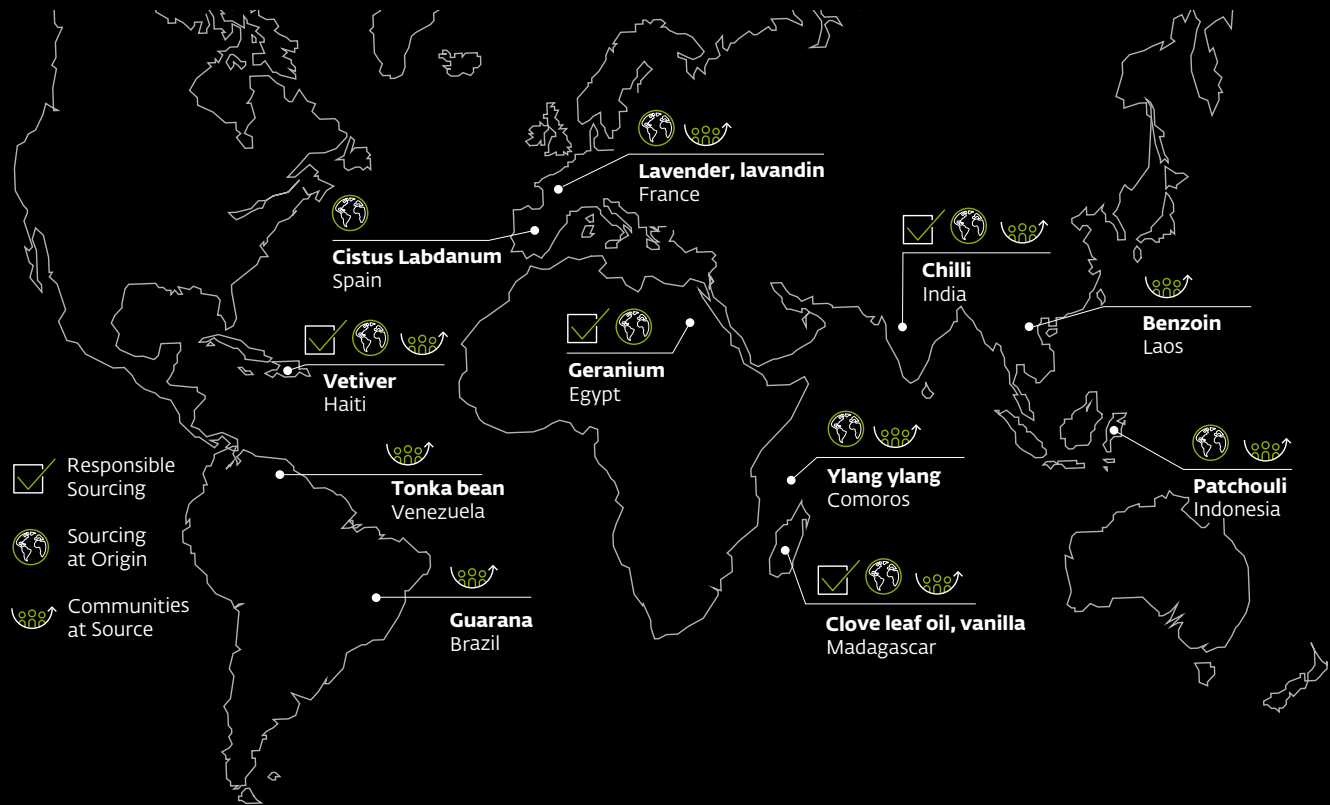 Lavender, lavandin
France
Cistus Labdanum
Spain
Chilli
India
Benzoin
Laos
Vetiver
Haiti
Geranium
Egypt
Ylang ylang
Comoros
Patchouli
Indonesia
Tonka bean
Venezuela
Clove leaf oil, vanilla
Madagascar
Guarana
Brazil
Responsible
Sourcing
Sourcing
at Origin
Communities
at Source